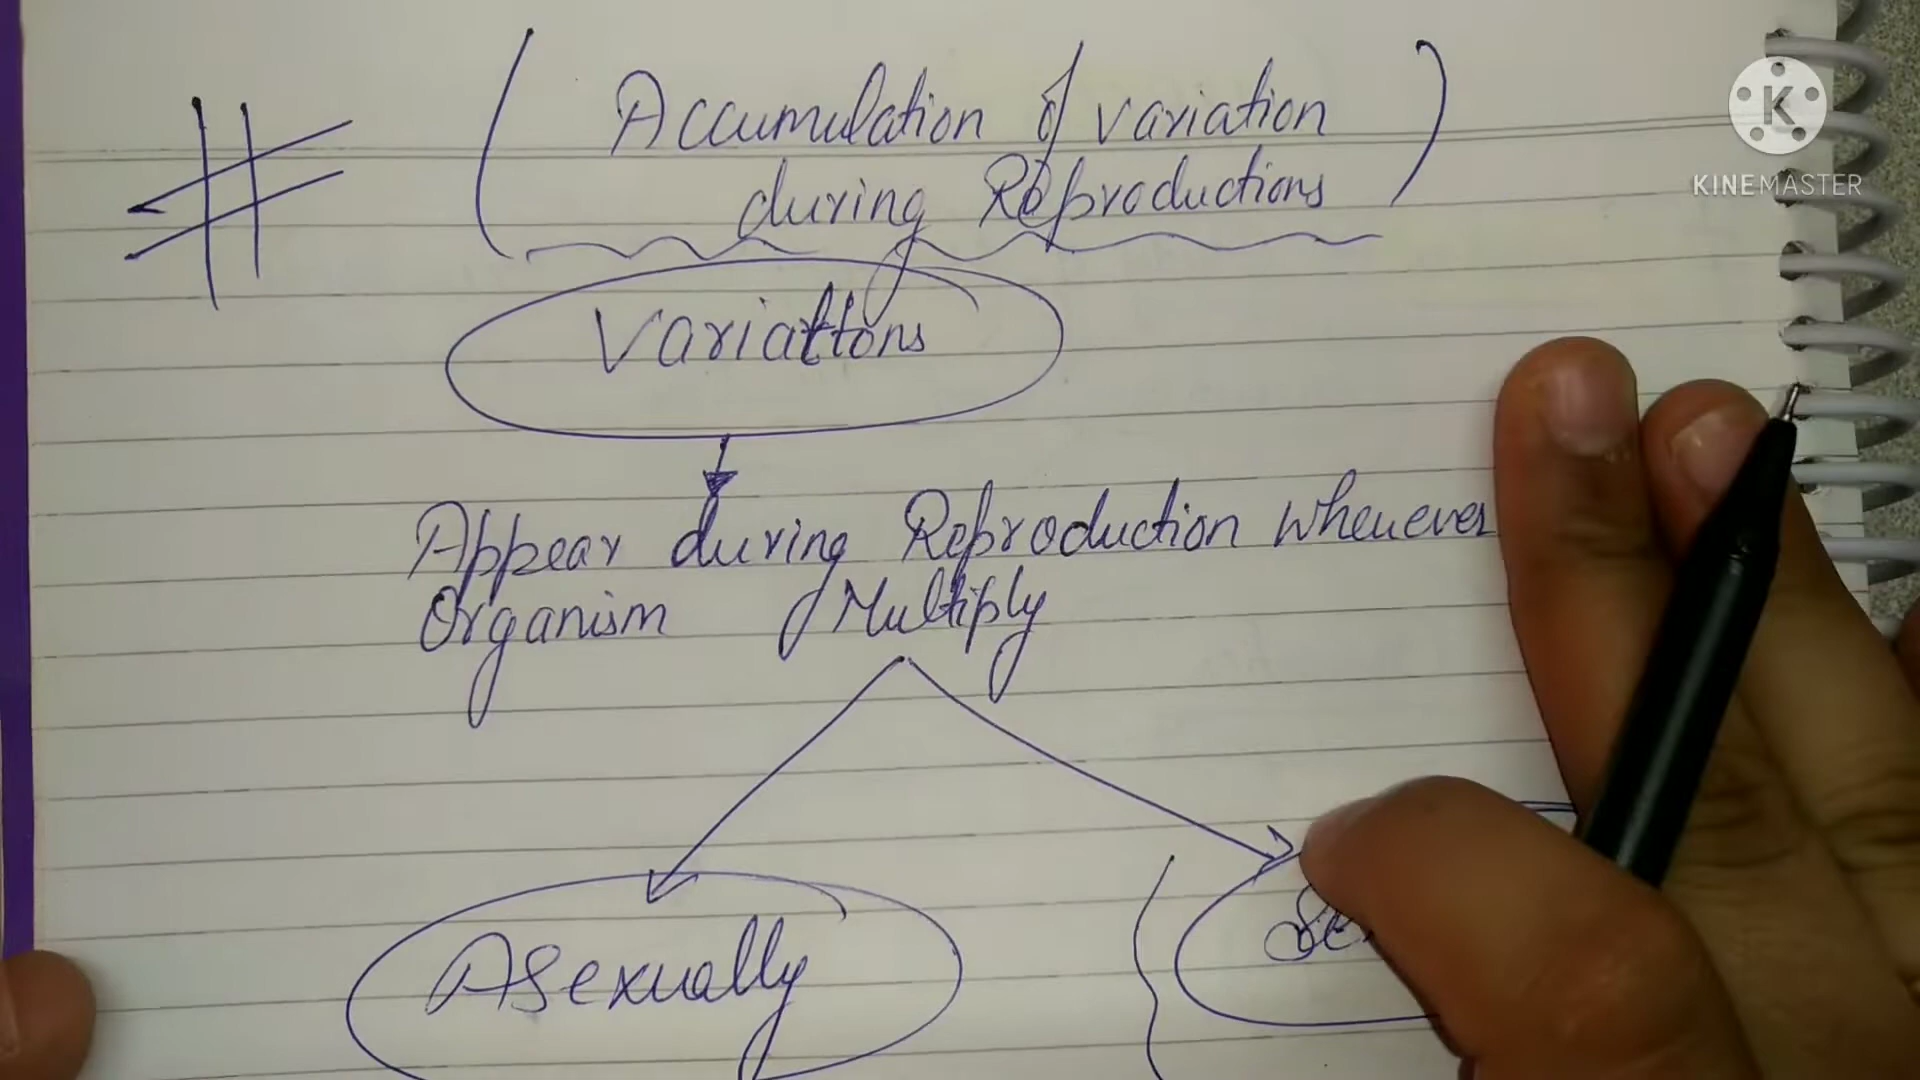 #
(Accumulation of variation
during Reproductions)
K
KINEMASTER
Variations
Appear during Reproduction whenever
Organism Multiply
Asexually